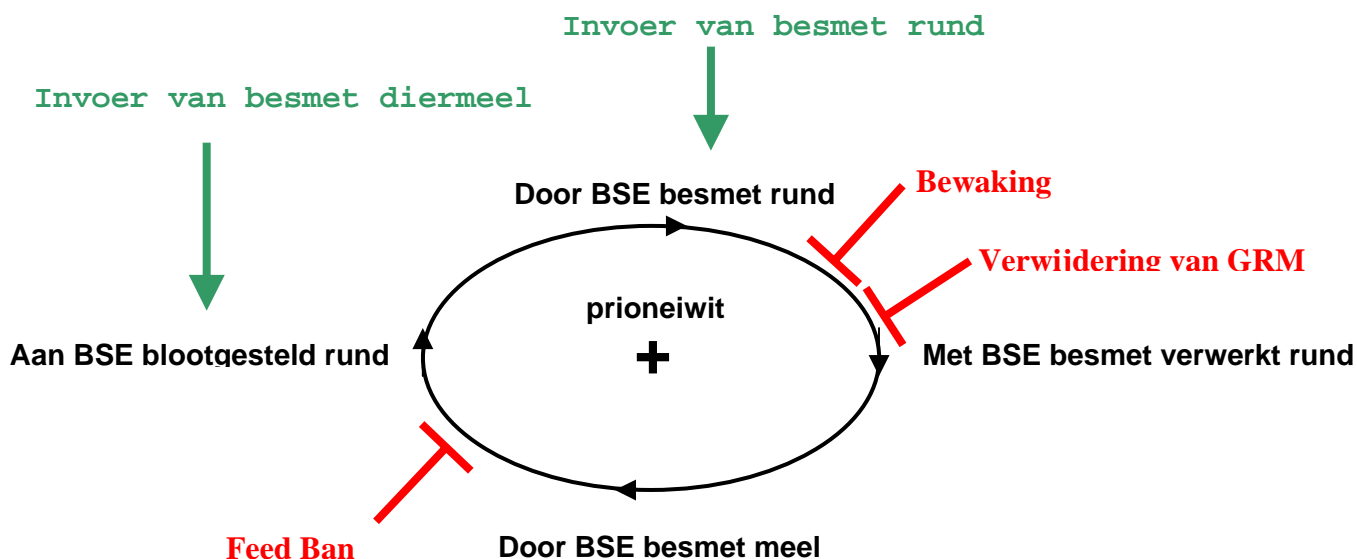 Invoer van besmet rund
Invoer van besmet diermeel
Door BSE besmet rund
Bewaking
Verwijdering van GRM
prioneiwit
Aan BSE blootgesteld rund
Met BSE besmet verwerkt rund
Feed Ban
Door BSE besmet meel